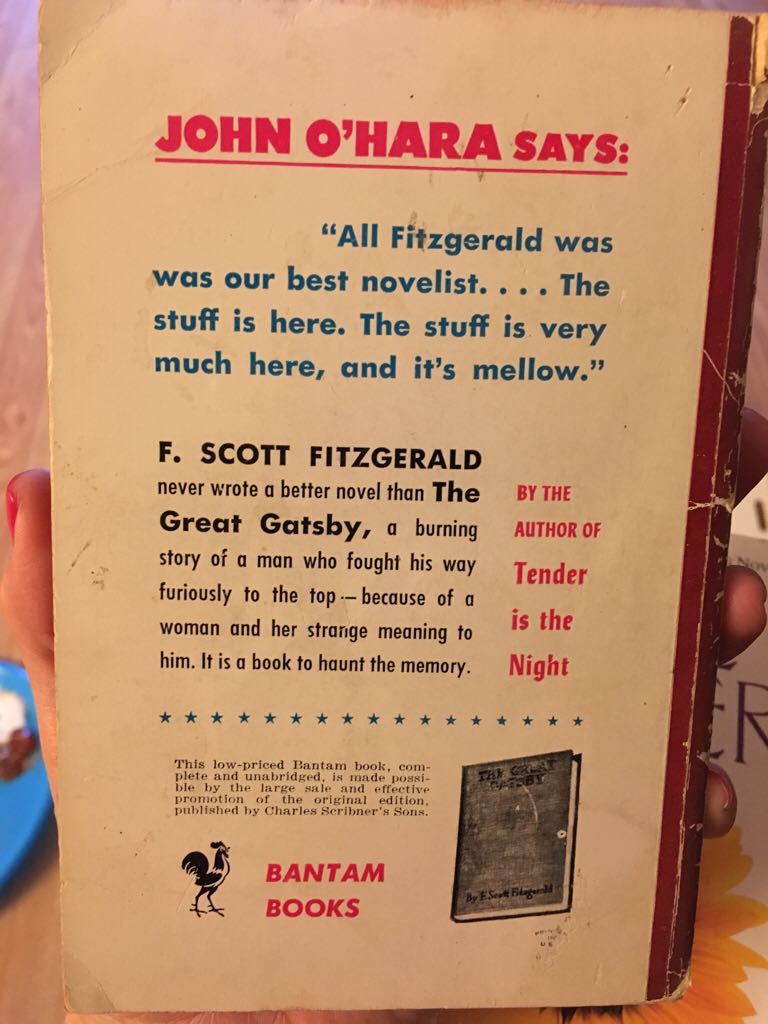 JOHN O'HARA SAYS:
"All Fitzgerald was
was our best novelist. . . . The
stuff is here. The stuff is very
much here, and it's mellow."
F. SCOTT FITZGERALD
never wrote a better novel than The
Great Gatsby, a burning
story of a man who fought his way
furiously to the top — because of a
woman and her strange meaning to
him. It is a book to haunt the memory.
BY THE
AUTHOR OF
Tender
is the
Night
This low-priced Bantam book, com-
plete and unabridged, is made possi-
ble by the large sale and effective
promotion of the original edition,
published by Charles Scribner's Sons.
BANTAM
BOOKS
THE GREAT
GATSBY
By F. Scott Fitzgerald
PRINTED
IN
U S
Nov
ER